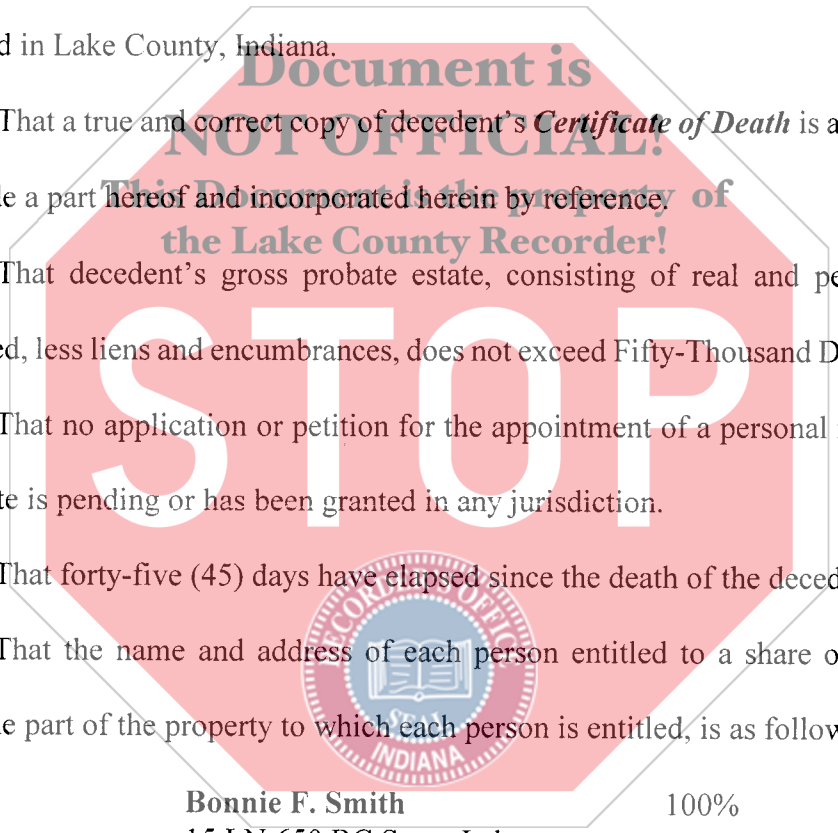 d in Lake County, Indiana.
Document is
That a true and correct copy of decedent's Certificate of Death is a
NOT OFFICIAL!
e a part hereof and incorporated herein by reference.
This Document is the property of
the Lake County Recorder!
That decedent's gross probate estate, consisting of real and pe
ed, less liens and encumbrances, does not exceed Fifty-Thousand D
STOP
That no application or petition for the appointment of a personal
te is pending or has been granted in any jurisdiction.
That forty-five (45) days have elapsed since the death of the deced
RECORDER'S OFFICE
That the name and address of each person entitled to a share o
SEAL
e part of the property to which each person is entitled, is as follow
INDIANA
Bonnie F. Smith 100%